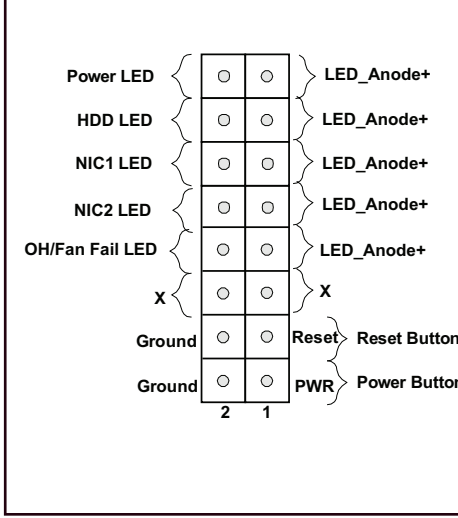 Power LED LED_Anode+
HDD LED LED_Anode+
NIC1 LED LED_Anode+
NIC2 LED LED_Anode+
OH/Fan Fail LED LED_Anode+
X X
Ground Reset Reset Button
Ground PWR Power Button
2 1